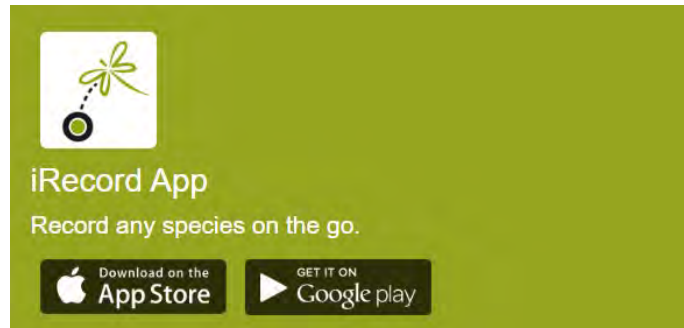 iRecord App
Record any species on the go.
Download on the
App Store
GET IT ON
Google play